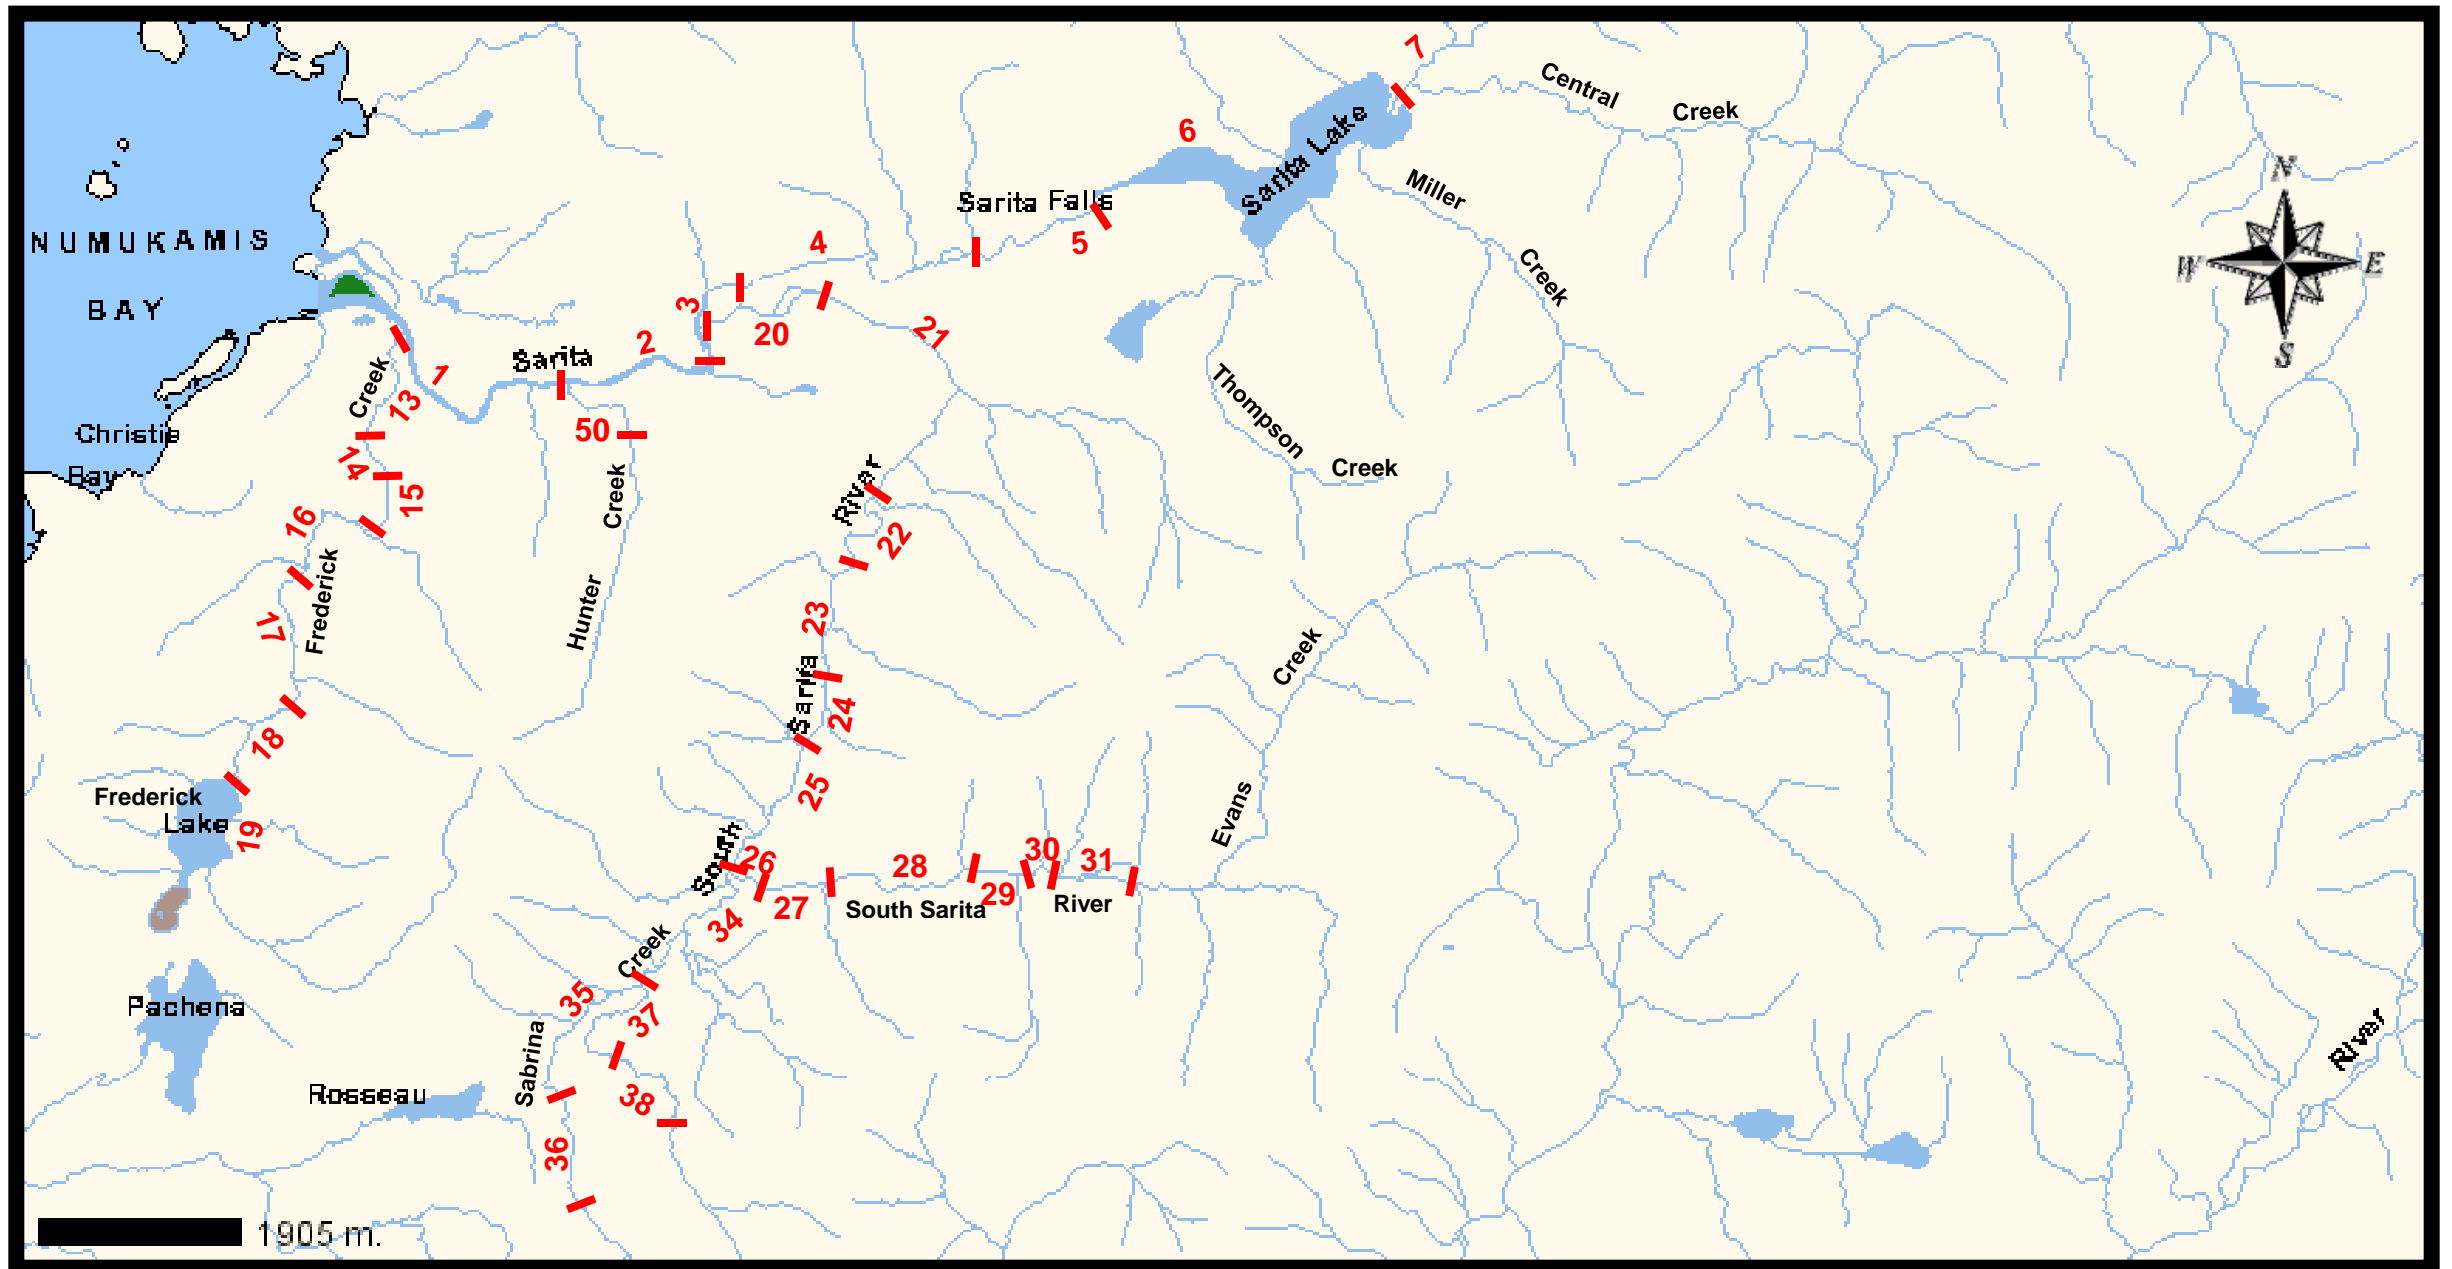 7
Central
Creek
6
Sarita Lake
Miller
Creek
Sarita Falls
5
4
N
W
E
S
NUMUKAMIS
BAY
3
20
21
2
Sarita
1
13
Creek
Christie
Bay
14
15
50
Creek
Hunter
Thompson
Creek
River
22
16
Frederick
17
23
Sarita
24
Creek
Evans
18
25
Frederick
Lake
19
South
26
27
28
29
30
31
South Sarita
River
34
Creek
35
37
Sabrina
38
36
Pachena
Rosseau
River
1905 m.